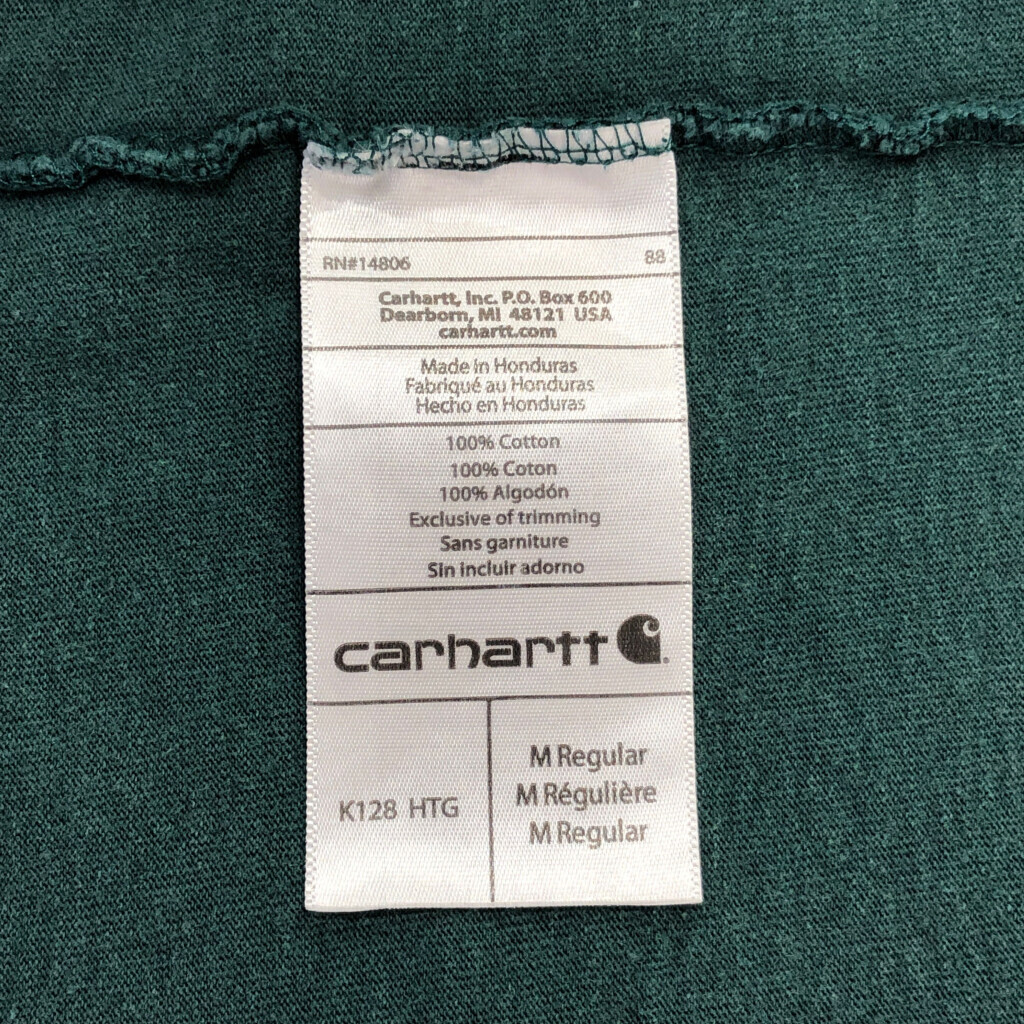 RN#14806 88
Carhartt, Inc. P.O. Box 600
Dearborn, MI 48121 USA
carhartt.com
Made in Honduras
Fabriqué au Honduras
Hecho en Honduras
100% Cotton
100% Coton
100% Algodón
Exclusive of trimming
Sans garniture
Sin incluir adorno
carhartt
K128 HTG
M Regular
M Régulière
M Regular